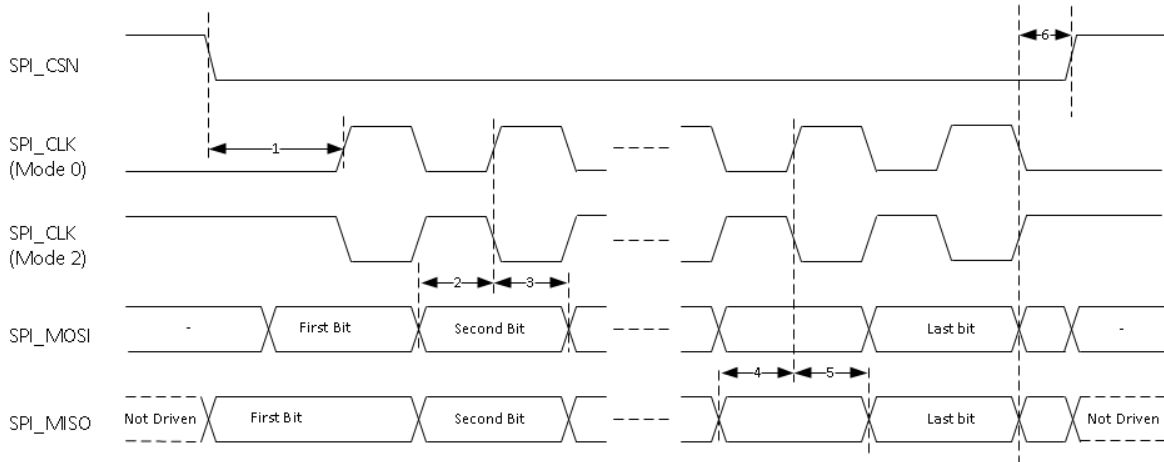 6
SPI_CSN
SPI_CLK
(Mode 0)
1
SPI_CLK
(Mode 2)
2 3
SPI_MOSI - First Bit Second Bit Last bit -
4 5
SPI_MISO Not Driven First Bit Second Bit Last bit Not Driven